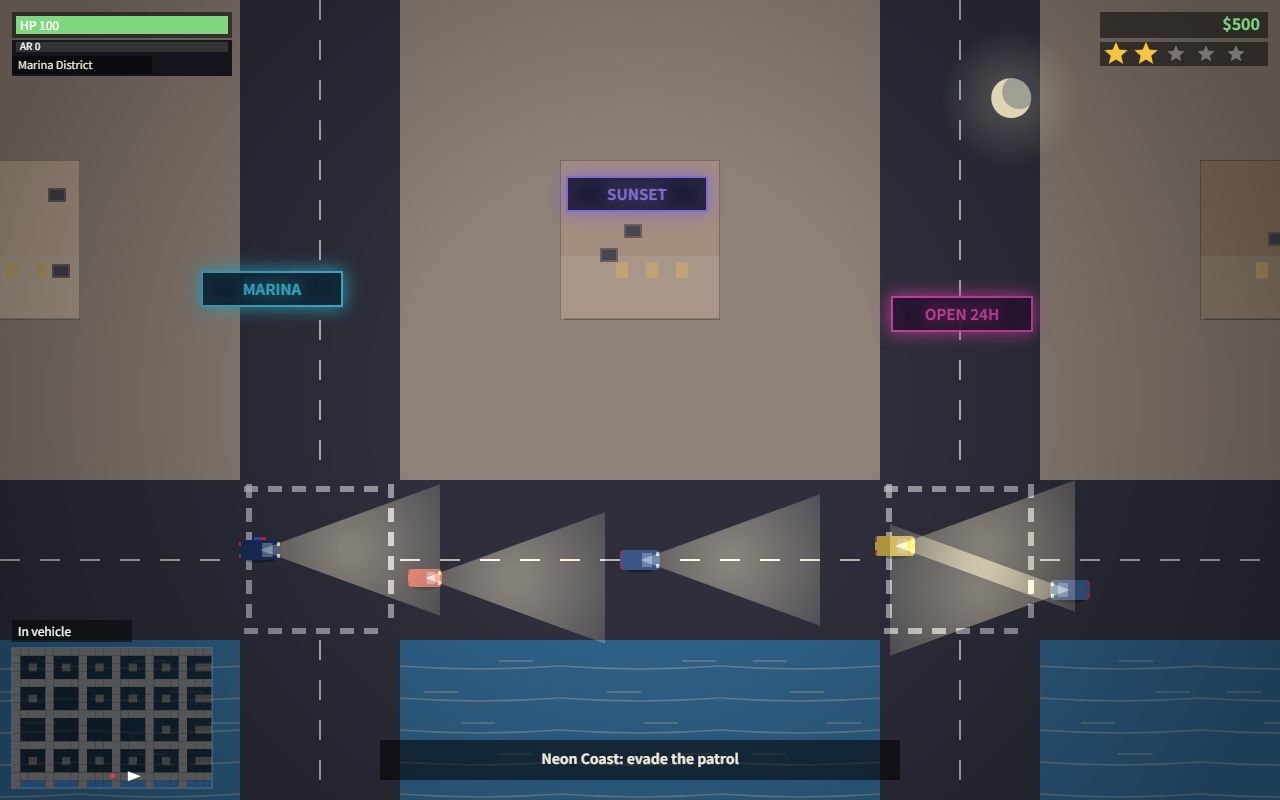 HP 100
AR 0
Marina District
$500
SUNSET
MARINA
OPEN 24H
In vehicle
Neon Coast: evade the patrol